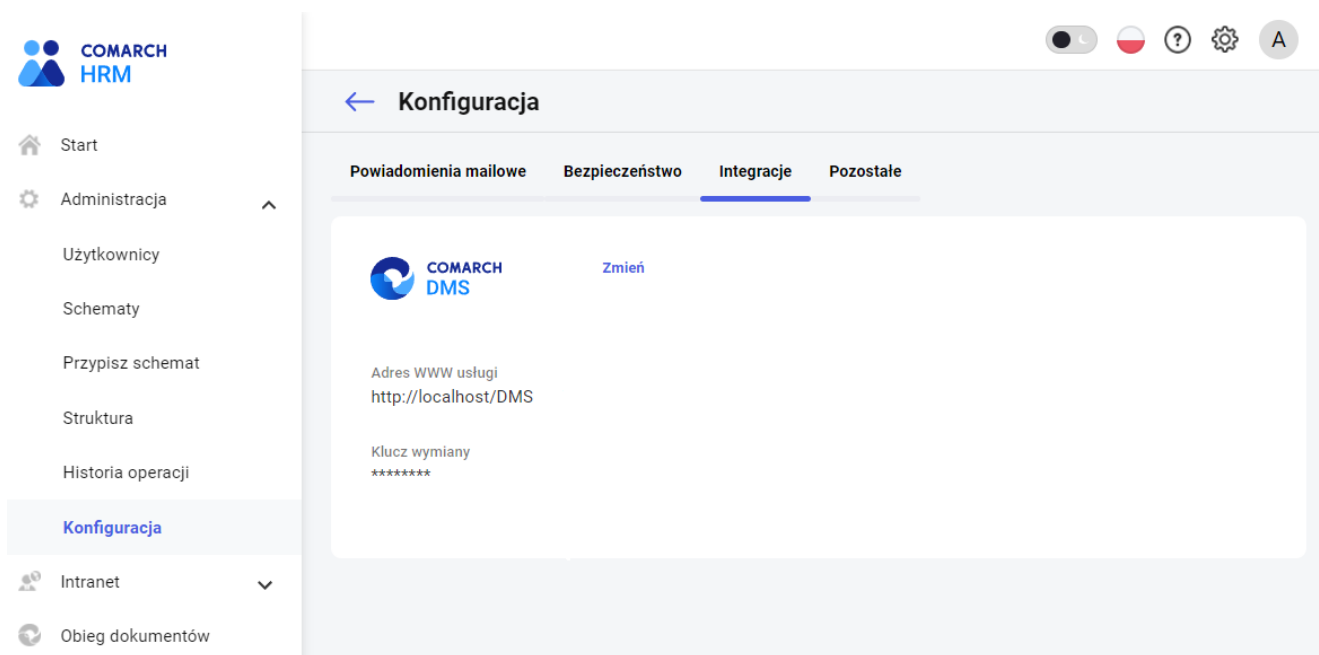 COMARCH
HRM
A
Konfiguracja
Start
Administracja
Użytkownicy
Schematy
Przypisz schemat
Struktura
Historia operacji
Konfiguracja
Intranet
Obieg dokumentów
Powiadomienia mailowe Bezpieczeństwo Integracje Pozostałe
COMARCH
DMS
Zmień
Adres WWW usługi
http://localhost/DMS
Klucz wymiany
********